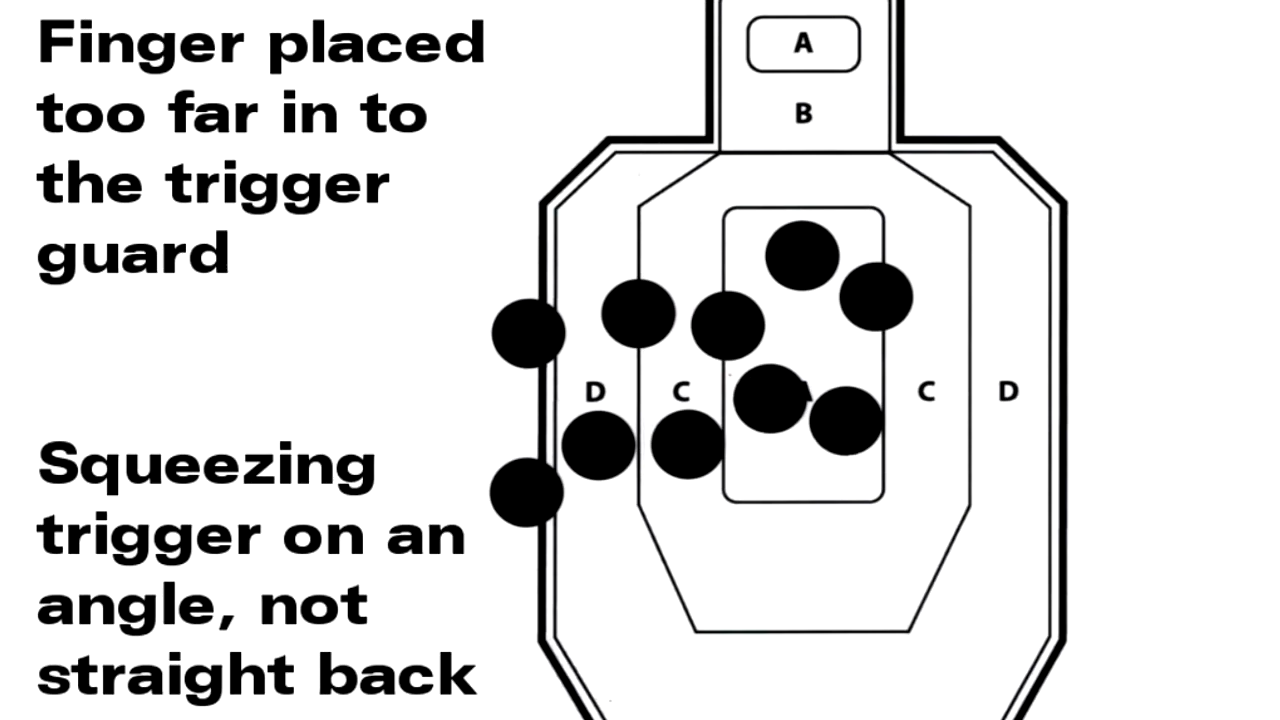 Finger placed
too far in to
the trigger
guard
Squeezing
trigger on an
angle, not
straight back
A
B
D C A C D